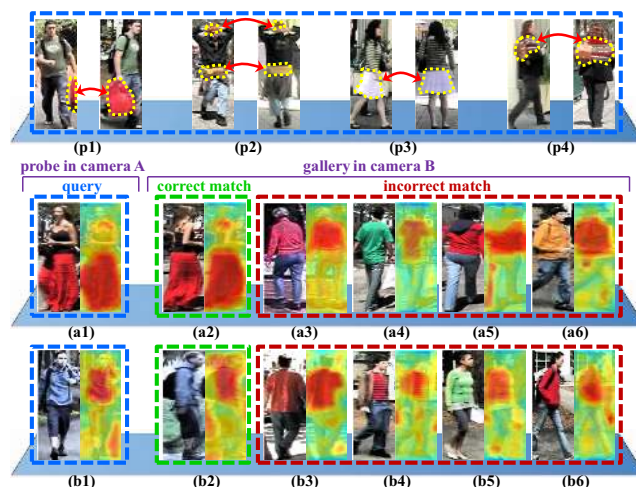 (p1) (p2) (p3) (p4)
probe in camera A gallery in camera B
query correct match incorrect match
(a1) (a2) (a3) (a4) (a5) (a6)
(b1) (b2) (b3) (b4) (b5) (b6)